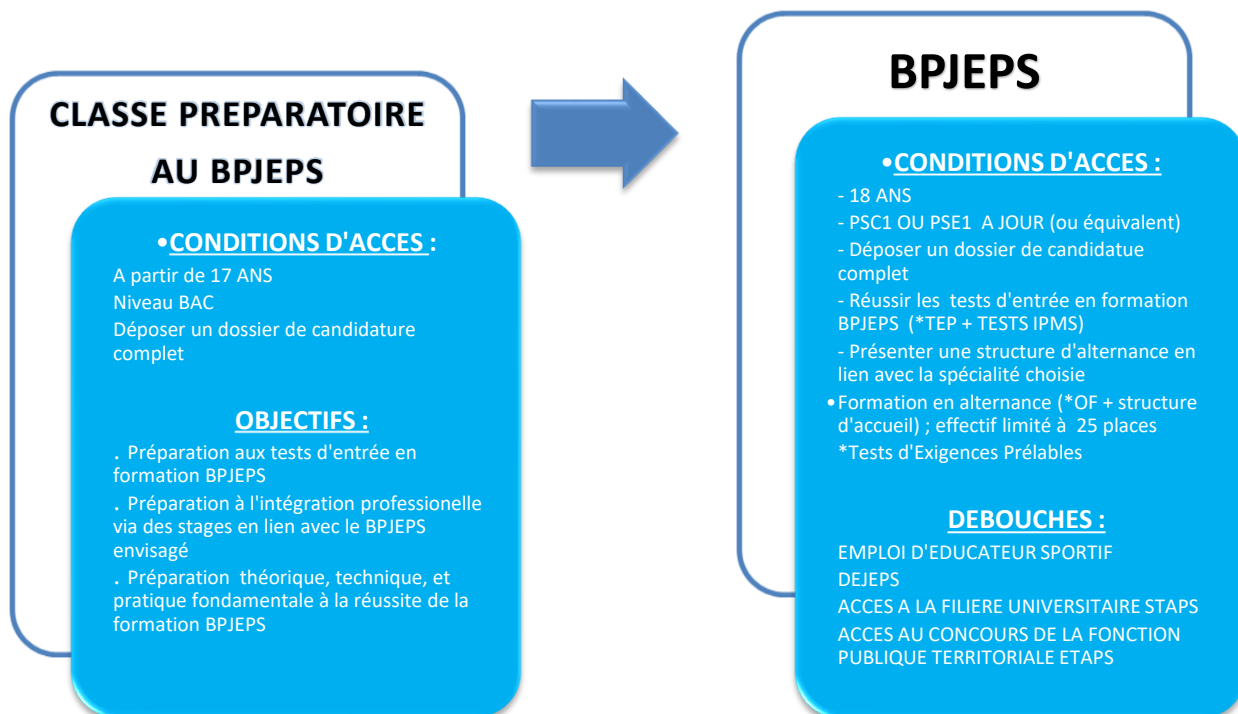 CLASSE PREPARATOIRE
AU BPJEPS
•CONDITIONS D'ACCES :
A partir de 17 ANS
Niveau BAC
Déposer un dossier de candidature
complet
OBJECTIFS :
. Préparation aux tests d'entrée en
formation BPJEPS
. Préparation à l'intégration professionelle
via des stages en lien avec le BPJEPS
envisagé
. Préparation théorique, technique, et
pratique fondamentale à la réussite de la
formation BPJEPS
BPJEPS
•CONDITIONS D'ACCES :
- 18 ANS
- PSC1 OU PSE1 A JOUR (ou équivalent)
- Déposer un dossier de candidatue
complet
- Réussir les tests d'entrée en formation
BPJEPS (*TEP + TESTS IPMS)
- Présenter une structure d'alternance en
lien avec la spécialité choisie
•Formation en alternance (*OF + structure
d'accueil) ; effectif limité à 25 places
*Tests d'Exigences Prélables
DEBOUCHES :
EMPLOI D'EDUCATEUR SPORTIF
DEJEPS
ACCES A LA FILIERE UNIVERSITAIRE STAPS
ACCES AU CONCOURS DE LA FONCTION
PUBLIQUE TERRITORIALE ETAPS